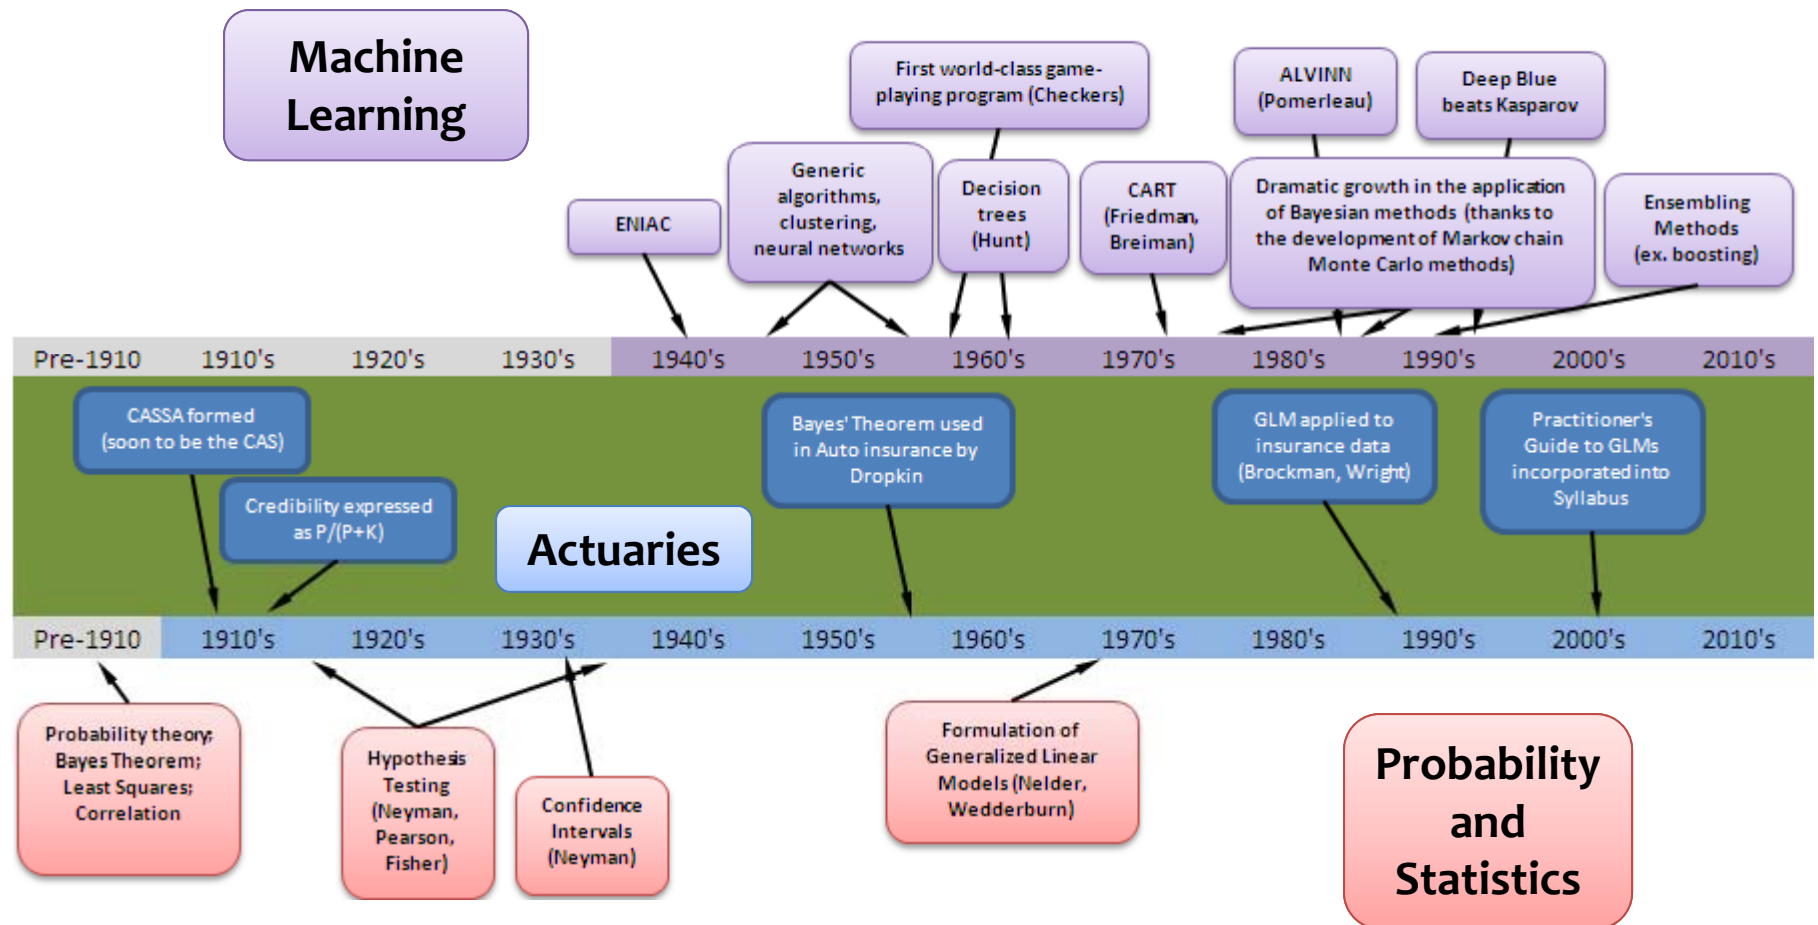 Machine
Learning
First world-class game-
playing program (Checkers)
ALVINN
(Pomerleau)
Deep Blue
beats Kasparov
ENIAC
Generic
algorithms,
clustering,
neural networks
Decision
trees
(Hunt)
CART
(Friedman,
Breiman)
Dramatic growth in the application
of Bayesian methods (thanks to
the development of Markov chain
Monte Carlo methods)
Ensembling
Methods
(ex. boosting)
Pre-1910 1910's 1920's 1930's 1940's 1950's 1960's 1970's 1980's 1990's 2000's 2010's
CASSA formed
(soon to be the CAS)
Credibility expressed
as P/(P+K)
Actuaries
Bayes' Theorem used
in Auto insurance by
Dropkin
GLM applied to
insurance data
(Brockman, Wright)
Practitioner's
Guide to GLMs
incorporated into
Syllabus
Pre-1910 1910's 1920's 1930's 1940's 1950's 1960's 1970's 1980's 1990's 2000's 2010's
Probability theory;
Bayes Theorem;
Least Squares;
Correlation
Hypothesis
Testing
(Neyman,
Pearson,
Fisher)
Confidence
Intervals
(Neyman)
Formulation of
Generalized Linear
Models (Nelder,
Wedderburn)
Probability
and
Statistics